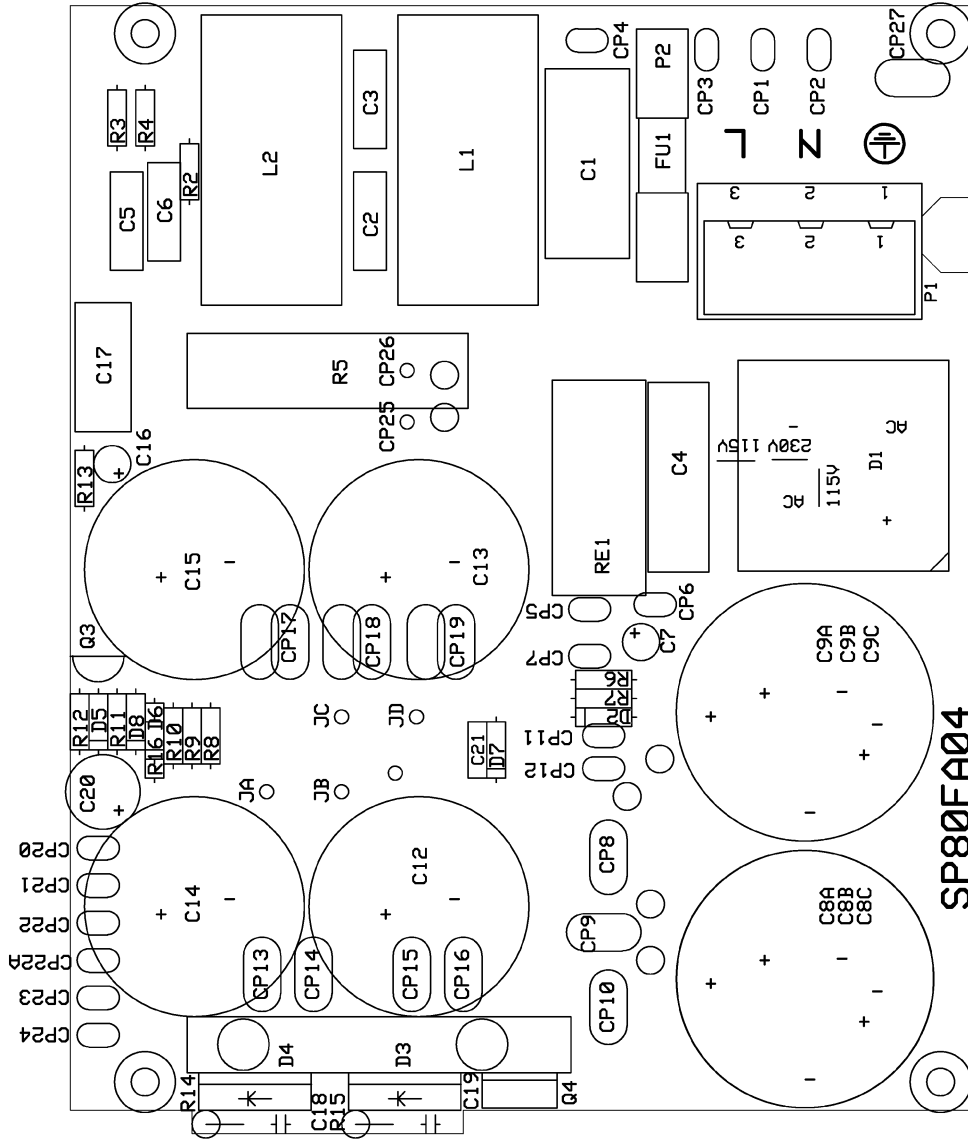 CP4
P2
CP3
CP1
CP2
CP27
R3
R4
C3
L2
L1
C1
FU1
L
N
C5
C6
R2
C2
3
2
1
3
2
1
P1
C17
R5
CP26
CP25
C16
R13
115V
115V
230V
AC
C4
D1
AC
115V
-
+
C15
+
-
C13
+
-
RE1
CP5
CP6
Q3
CP17
CP18
CP19
CP7
C7
+
C9A
C9B
C9C
R6
R7
D2
R12
D5
R11
D8
D6
R16
R10
R9
R8
JC
JD
C21
D7
CP11
CP12
JA
JB
C20
+
SP80FA04
CP20
CP21
CP22
CP22A
CP23
CP24
C14
+
-
C12
+
-
CP8
CP9
CP10
C8A
C8B
C8C
CP13
CP14
CP15
CP16
D4
D3
R14
C18
R15
C19
Q4